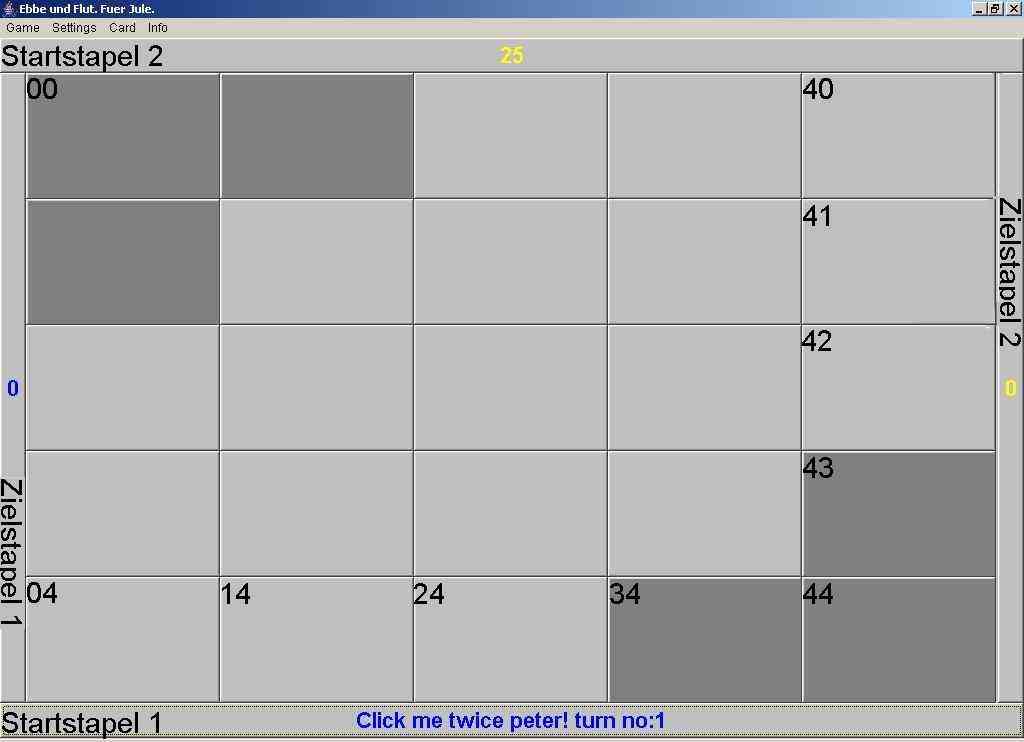 Ebbe und Flut. Fuer Jule.
Game Settings Card Info
Startstapel 2 25
00 40
41
Zielstapel 2
42
0 0
43
Zielstapel 1
04 14 24 34 44
Startstapel 1 Click me twice peter! turn no:1